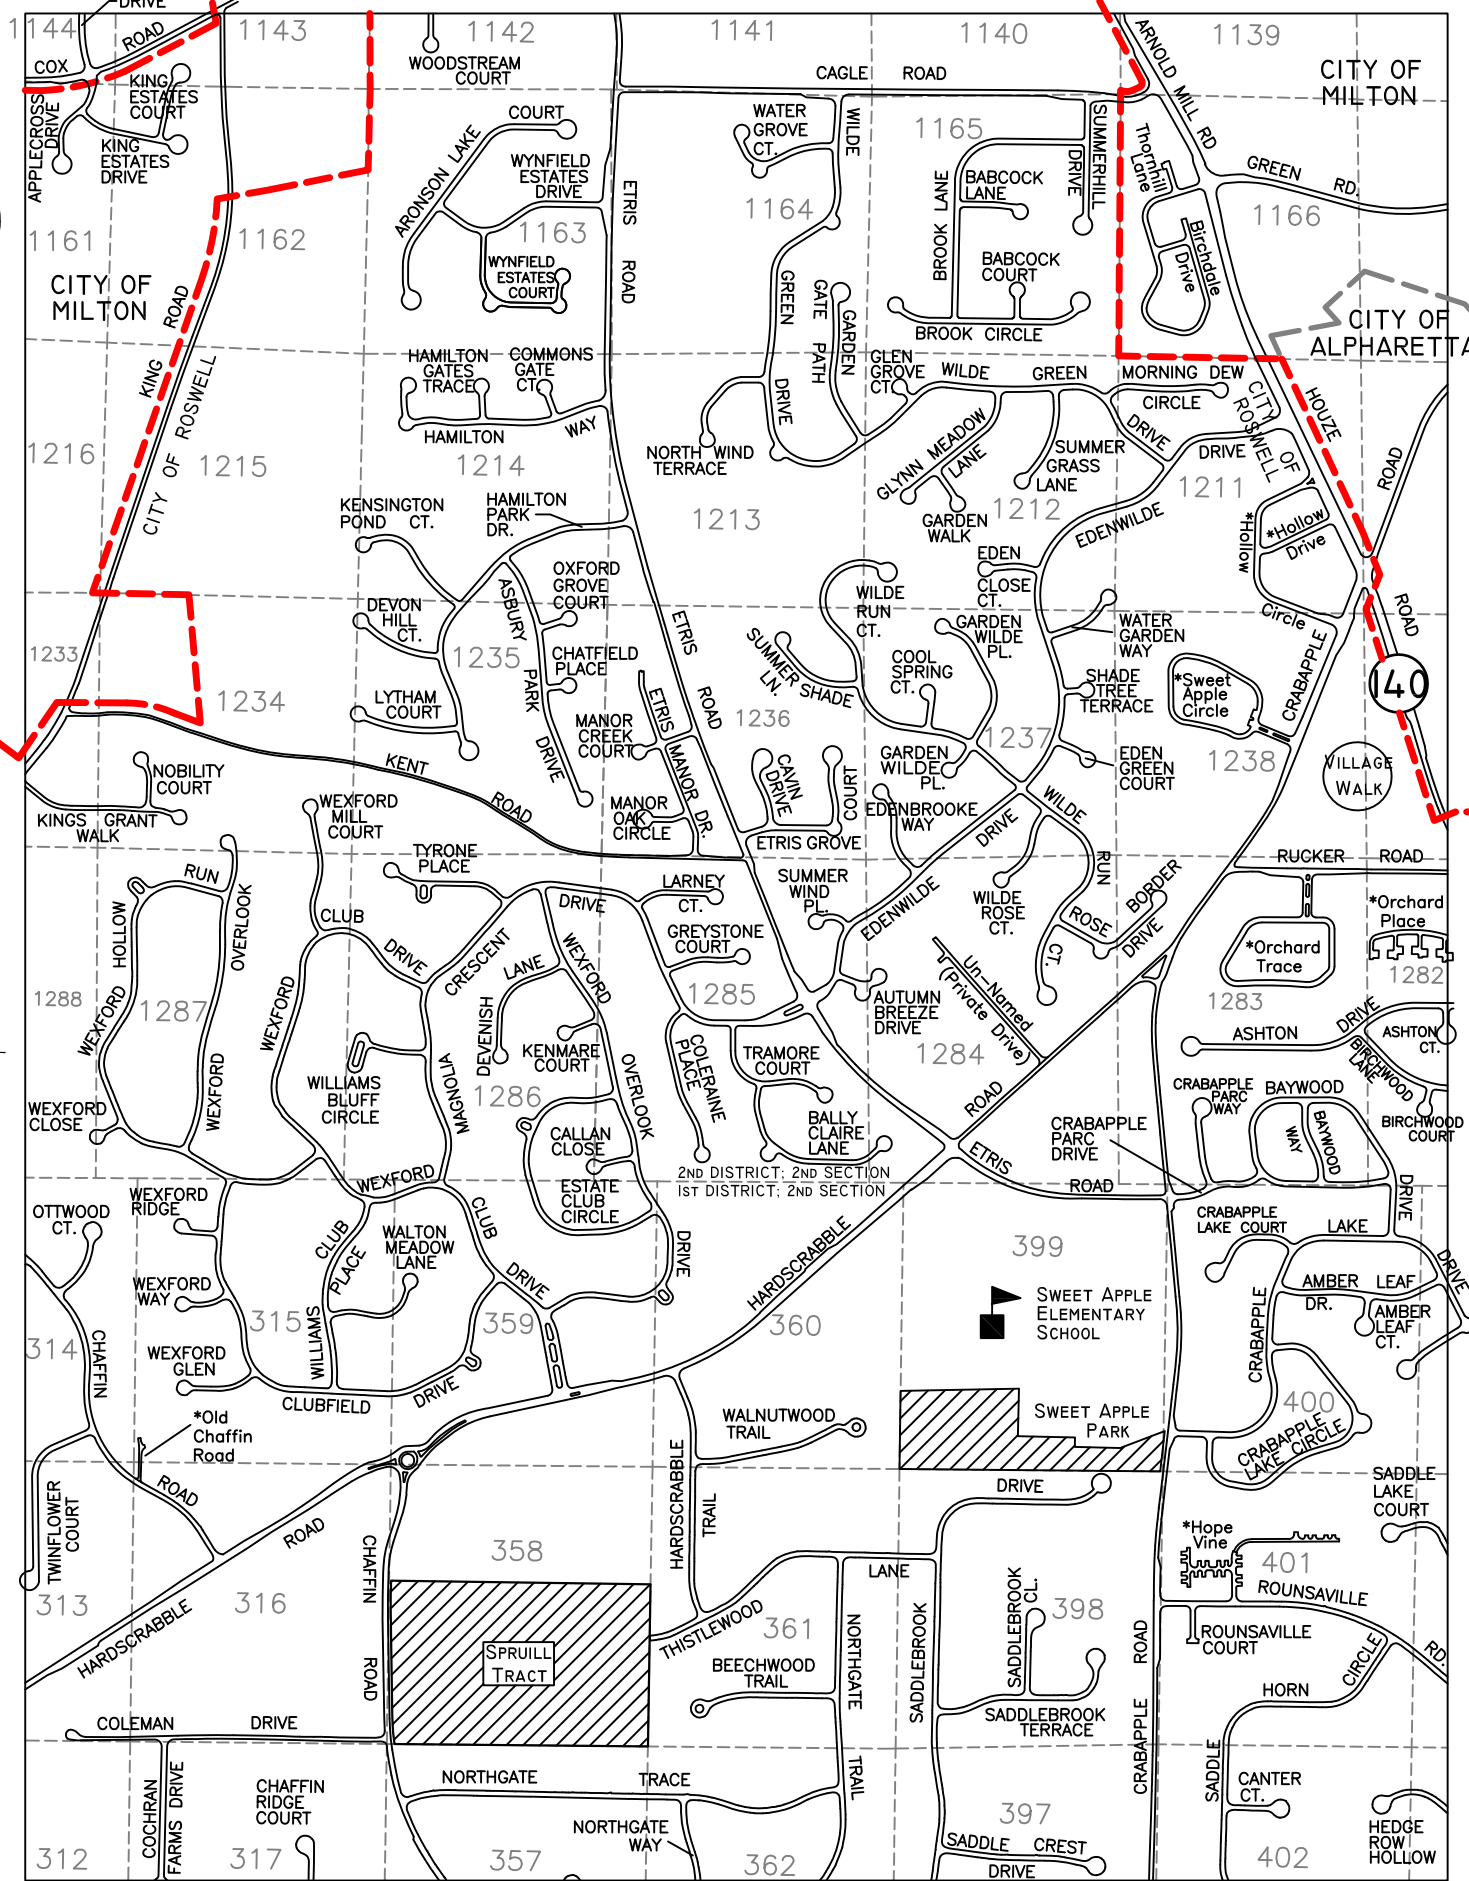 DRIVE
1144
ROAD
1143
1142
1141
1140
1139
COX
WOODSTREAM
COURT
CAGLE ROAD
ARNOLD MILL RD
CITY OF
MILTON
KING
ESTATES
COURT
APPLECROSS
DRIVE
KING
ESTATES
DRIVE
ARONSON LAKE
COURT
WYNFIELD
ESTATES
DRIVE
WATER
GROVE
CT.
WILDE
1165
SUMMERHILL
DRIVE
Thornhill
Lane
GREEN RD.
1166
BABCOCK
LANE
BROOK LANE
1164
1163
1161
1162
ETRIS
ROAD
WYNFIELD
ESTATES
COURT
BABCOCK
COURT
Birchdale
Drive
CITY OF
MILTON
GREEN
GATE PATH
GARDEN
BROOK CIRCLE
CITY OF
ALPHARETTA
KING
ROAD
CITY OF ROSWELL
HAMILTON
GATES
TRACE
COMMONS
GATE
CT.
GLEN
GROVE
CT.
WILDE GREEN
MORNING DEW
CIRCLE
CITY OF
ROSWELL
HOUZE
ROAD
DRIVE
HAMILTON
WAY
1216
1215
1214
NORTH WIND
TERRACE
GLYNN MEADOW
LANE
SUMMER
GRASS
LANE
DRIVE
DRIVE
1211
1212
1213
GARDEN
WALK
EDENWILDE
KENSINGTON
POND CT.
HAMILTON
PARK
DR.
*Hollow
*Hollow
Drive
Circle
EDEN
CLOSE
CT.
OXFORD
GROVE
COURT
ASBURY
PARK
DRIVE
WILDE
RUN
CT.
DEVON
HILL
CT.
ETRIS
ROAD
ROAD
SUMMER SHADE
LN.
GARDEN
WILDE
PL.
WATER
GARDEN
WAY
1233
1234
1235
CHATFIELD
PLACE
COOL
SPRING
CT.
SHADE
TREE
TERRACE
*Sweet
Apple
Circle
CRABAPPLE
140
LYTHAM
COURT
MANOR
CREEK
COURT
ETRIS
MANOR DR.
1236
1237
1238
KENT
ROAD
NOBILITY
COURT
KINGS GRANT
WALK
CAVIN
DRIVE
COURT
GARDEN
WILDE
PL.
EDEN
GREEN
COURT
VILLAGE
WALK
WEXFORD
MILL
COURT
MANOR
OAK
CIRCLE
ETRIS GROVE
EDENBROOKE
WAY
DRIVE
WILDE
RUN
TYRONE
PLACE
RUCKER ROAD
RUN
OVERLOOK
HOLLOW
WEXFORD
CLUB
DRIVE
DRIVE
LARNEY
CT.
SUMMER
WIND
PL.
EDENWILDE
WILDE
ROSE
CT.
ROSE
BORDER
DRIVE
CT.
*Orchard
Place
*Orchard
Trace
1282
1283
GREYSTONE
COURT
CRESCENT
LANE
WEXFORD
DEVENISH
1285
1288
1287
WEXFORD
Un-Named
(Private Drive)
AUTUMN
BREEZE
DRIVE
1284
ASHTON
DRIVE
ASHTON
CT.
BIRCHWOOD
LANE
BIRCHWOOD
COURT
KENMARE
COURT
OVERLOOK
COLERAINE
PLACE
TRAMORE
COURT
BALLY
CLAIRE
LANE
WEXFORD
CLOSE
WEXFORD
WILLIAMS
BLUFF
CIRCLE
MAGNOLIA
1286
CALLAN
CLOSE
ESTATE
CLUB
CIRCLE
ROAD
CRABAPPLE
PARC
DRIVE
CRABAPPLE
PARC
WAY
BAYWOOD
BAYWOOD
WAY
2ND DISTRICT; 2ND SECTION
1ST DISTRICT; 2ND SECTION
ETRIS
ROAD
DRIVE
WEXFORD
RIDGE
WEXFORD
OTTWOOD
CT.
CLUB
PLACE
WALTON
MEADOW
LANE
CLUB
DRIVE
DRIVE
HARDSCRABBLE
CRABAPPLE
LAKE COURT
LAKE
DRIVE
399
WEXFORD
WAY
SWEET APPLE
ELEMENTARY
SCHOOL
AMBER LEAF
DR.
AMBER
LEAF
CT.
CRABAPPLE
314
315
359
360
CHAFFIN
WEXFORD
GLEN
WILLIAMS
CLUBFIELD
DRIVE
400
CRABAPPLE
LAKE CIRCLE
*Old
Chaffin
Road
WALNUTWOOD
TRAIL
SWEET APPLE
PARK
HARDSCRABBLE
TRAIL
ROAD
TWINFLOWER
COURT
ROAD
DRIVE
SADDLE
LAKE
COURT
*Hope
Vine
358
CHAFFIN
ROAD
LANE
SADDLEBROOK
CL.
401
ROUNSAVILLE
RD.
313
316
HARDSCRABBLE
SPRUILL
TRACT
THISTLEWOOD
361
398
ROUNSAVILLE
COURT
CIRCLE
BEECHWOOD
TRAIL
NORTHGATE
TRAIL
SADDLEBROOK
SADDLEBROOK
TERRACE
CRABAPPLE
ROAD
HORN
SADDLE
COLEMAN DRIVE
COCHRAN
FARMS DRIVE
CHAFFIN
RIDGE
COURT
NORTHGATE TRACE
NORTHGATE
WAY
CANTER
CT.
397
SADDLE CREST
DRIVE
HEDGE
ROW
HOLLOW
312
317
357
362
402